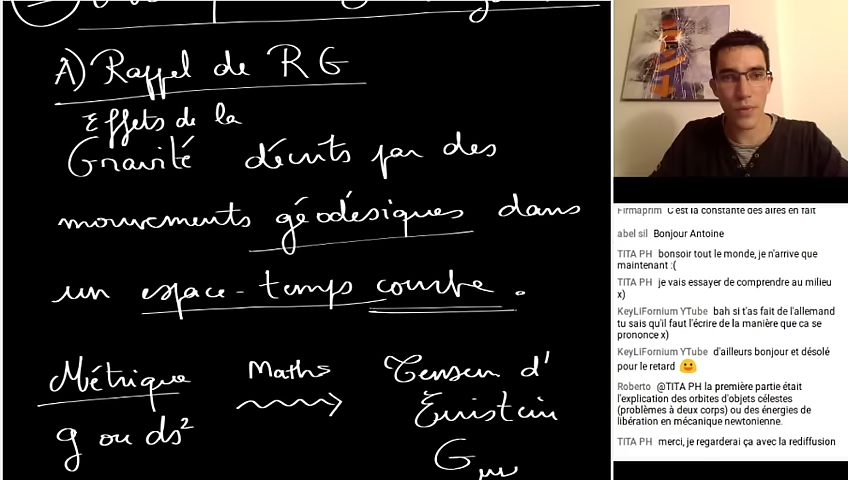 A) Rappel de RG
Effets de la
Gravité décrits par des
mouvements géodésiques dans
un espace-temps courbe.
Métrique Maths Tenseur d'
g ou ds² Einstein
Gμν
Firmaprim C'est la constante des aires en fait
abel sil Bonjour Antoine
TITA PH bonsoir tout le monde, je n'arrive que
maintenant :(
TITA PH je vais essayer de comprendre au milieu
x)
KeyLiFornium YTube bah si t'as fait de l'allemand
tu sais qu'il faut l'écrire de la manière que ca se
prononce x)
KeyLiFornium YTube d'ailleurs bonjour et désolé
pour le retard
Roberto @TITA PH la première partie était
l'explication des orbites d'objets célestes
(problèmes à deux corps) ou des énergies de
libération en mécanique newtonienne.
TITA PH merci, je regarderai ça avec la rediffusion